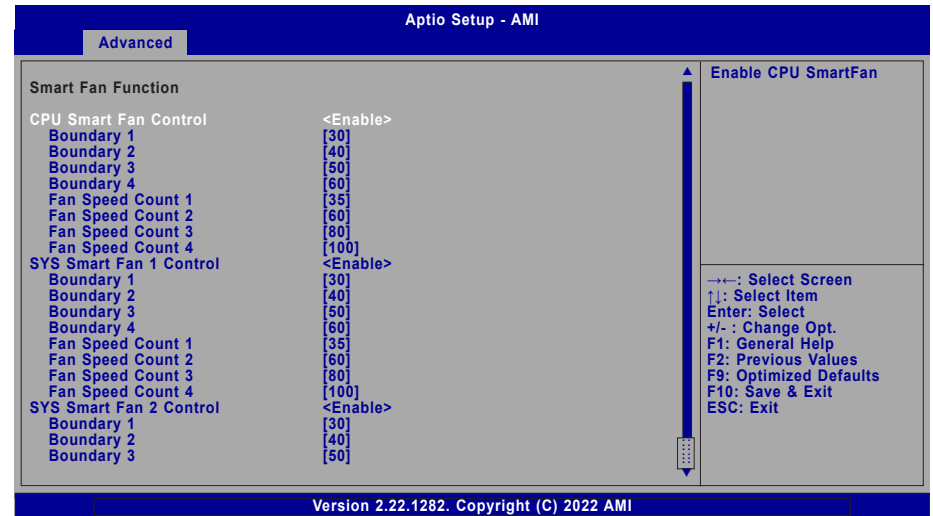 Aptio Setup - AMI
Advanced
Smart Fan Function
CPU Smart Fan Control <Enable>
Boundary 1 [30]
Boundary 2 [40]
Boundary 3 [50]
Boundary 4 [60]
Fan Speed Count 1 [35]
Fan Speed Count 2 [60]
Fan Speed Count 3 [80]
Fan Speed Count 4 [100]
SYS Smart Fan 1 Control <Enable>
Boundary 1 [30]
Boundary 2 [40]
Boundary 3 [50]
Boundary 4 [60]
Fan Speed Count 1 [35]
Fan Speed Count 2 [60]
Fan Speed Count 3 [80]
Fan Speed Count 4 [100]
SYS Smart Fan 2 Control <Enable>
Boundary 1 [30]
Boundary 2 [40]
Boundary 3 [50]
Enable CPU SmartFan
→←: Select Screen
↑↓: Select Item
Enter: Select
+/- : Change Opt.
F1: General Help
F2: Previous Values
F9: Optimized Defaults
F10: Save & Exit
ESC: Exit
Version 2.22.1282. Copyright (C) 2022 AMI